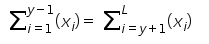 ∑_{i=1}^{y-1}(x_i) = ∑_{i=y+1}^{L}(x_i)